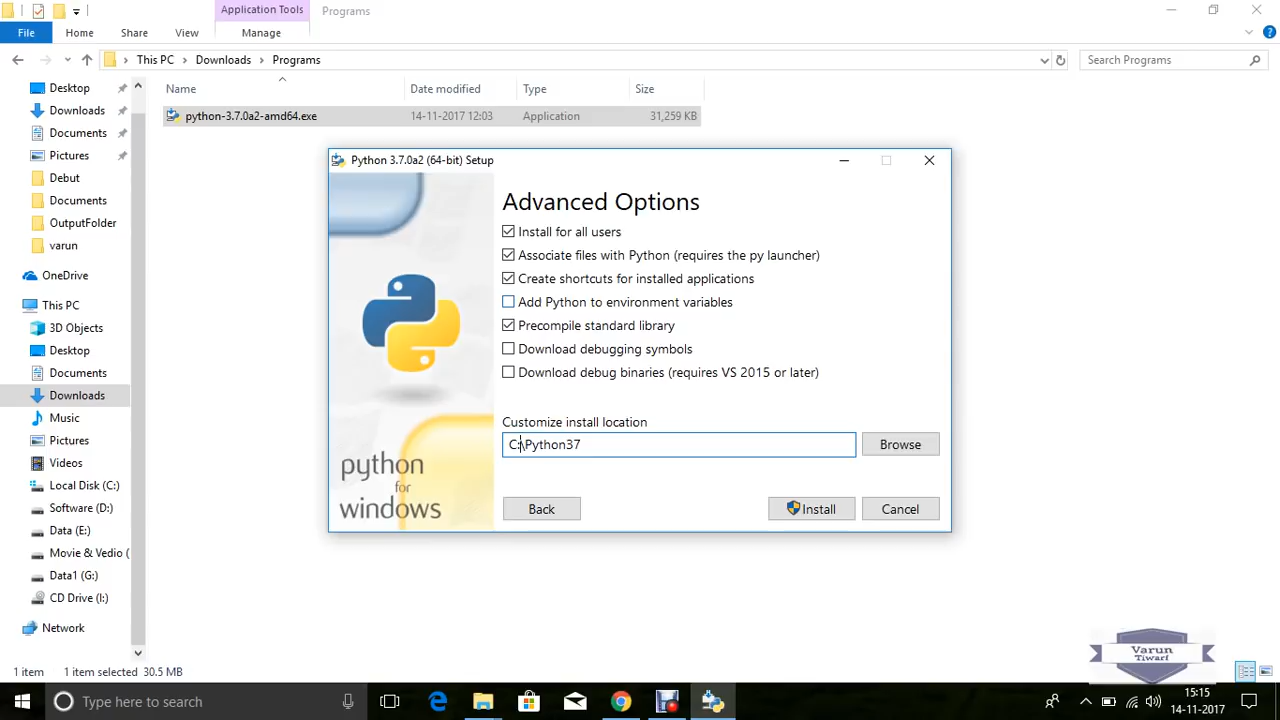 Application Tools
Programs
File
Home
Share
View
Manage
This PC
Downloads
Programs
Search Programs
Name
Date modified
Type
Size
python-3.7.0a2-amd64.exe
14-11-2017 12:03
Application
31,259 KB
Desktop
Downloads
Documents
Pictures
Debut
Documents
OutputFolder
varun
OneDrive
This PC
3D Objects
Desktop
Documents
Downloads
Music
Pictures
Videos
Local Disk (C:)
Software (D:)
Data (E:)
Movie & Vedio (
Data1 (G:)
CD Drive (I:)
Network
Python 3.7.0a2 (64-bit) Setup
Advanced Options
Install for all users
Associate files with Python (requires the py launcher)
Create shortcuts for installed applications
Add Python to environment variables
Precompile standard library
Download debugging symbols
Download debug binaries (requires VS 2015 or later)
Customize install location
C:\Python37
Browse
python
for
windows
Back
Install
Cancel
1 item
1 item selected 30.5 MB
Varun
Tiwari
Type here to search
15:15
14-11-2017